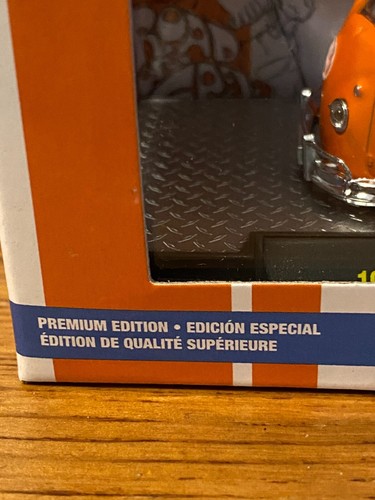 PREMIUM EDITION • EDICIÓN ESPECIAL
ÉDITION DE QUALITÉ SUPÉRIEURE